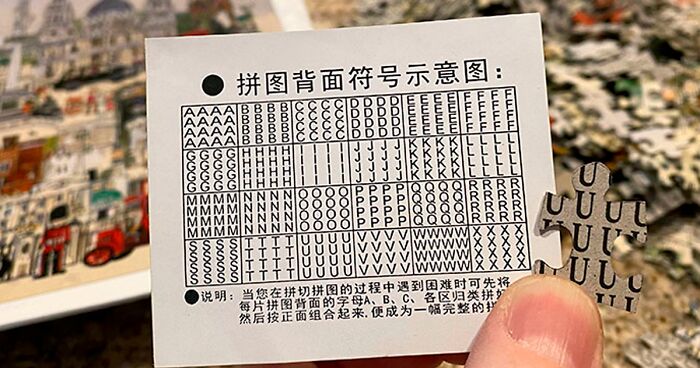 ● 拼图背面符号示意图：
AAAA BBBB CCCC DDDD EEEE FFFF
AAAA BBBB CCCC DDDD EEEE FFFF
AAAA BBBB CCCC DDDD EEEE FFFF
GGGG HHHH IIII JJJJ KKKK LLLL
GGGG HHHH IIII JJJJ KKKK LLLL
GGGG HHHH IIII JJJJ KKKK LLLL
MMMM NNNN OOOO PPPP QQQQ RRRR
MMMM NNNN OOOO PPPP QQQQ RRRR
MMMM NNNN OOOO PPPP QQQQ RRRR
SSSS TTTT UUUU VVVV WWWW XXXX
SSSS TTTT UUUU VVVV WWWW XXXX
SSSS TTTT UUUU VVVV WWWW XXXX
●说明：当您在拼切拼图的过程中遇到困难时可先将
每片拼图背面的字母A、B、C、各区归类拼
然后按正面组合起来,便成为一幅完整的
U
UUUU
UUU
UUUU